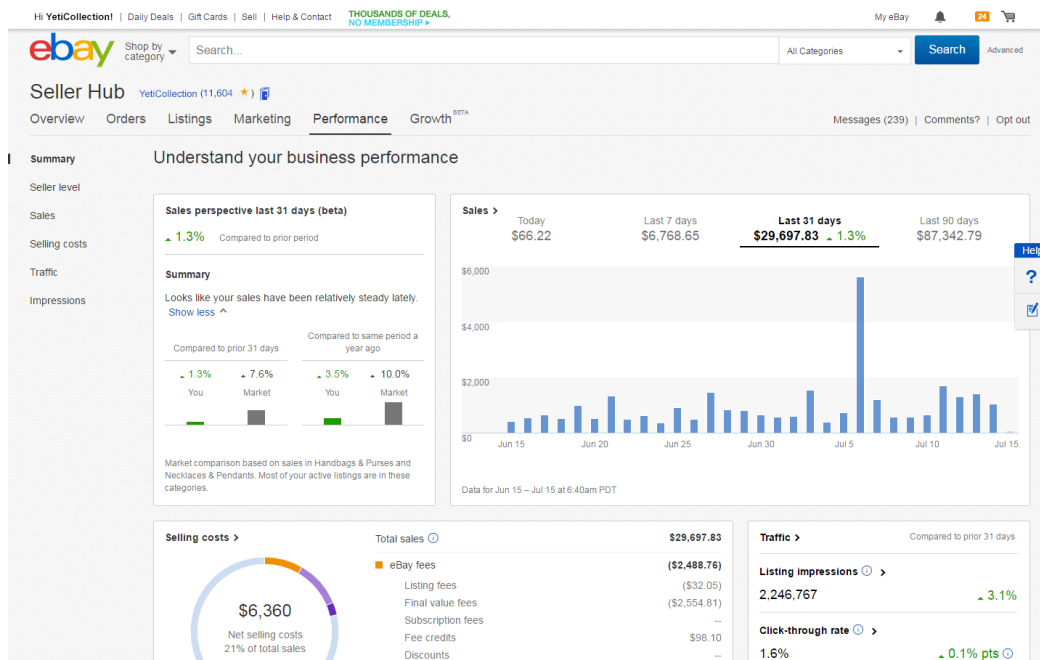 Hi YetiCollection! | Daily Deals | Gift Cards | Sell | Help & Contact
THOUSANDS OF DEALS,
NO MEMBERSHIP ▸
My eBay
24
ebay
Shop by
category
Search...
All Categories
Search
Advanced
Seller Hub
YetiCollection (11,604 ★ )
Overview
Orders
Listings
Marketing
Performance
Growth BETA
Messages (239) | Comments? | Opt out
Summary
Seller level
Sales
Selling costs
Traffic
Impressions
Understand your business performance
Sales perspective last 31 days (beta)
1.3% Compared to prior period
Summary
Looks like your sales have been relatively steady lately.
Show less
Compared to prior 31 days
1.3% 7.6%
You Market
Compared to same period a
year ago
3.5% 10.0%
You Market
Market comparison based on sales in Handbags & Purses and
Necklaces & Pendants. Most of your active listings are in these
categories.
Sales >
Today
$66.22
Last 7 days
$6,768.65
Last 31 days
$29,697.83 1.3%
Last 90 days
$87,342.79
$6,000
$4,000
$2,000
$0
Jun 15 Jun 20 Jun 25 Jun 30 Jul 5 Jul 10 Jul 15
Data for Jun 15 – Jul 15 at 6:40am PDT
Help
?
Selling costs >
$6,360
Net selling costs
21% of total sales
Total sales $29,697.83
eBay fees ($2,488.76)
Listing fees ($32.05)
Final value fees ($2,554.81)
Subscription fees --
Fee credits $98.10
Discounts --
Traffic >
Compared to prior 31 days
Listing impressions >
2,246,767 3.1%
Click-through rate >
1.6% 0.1% pts